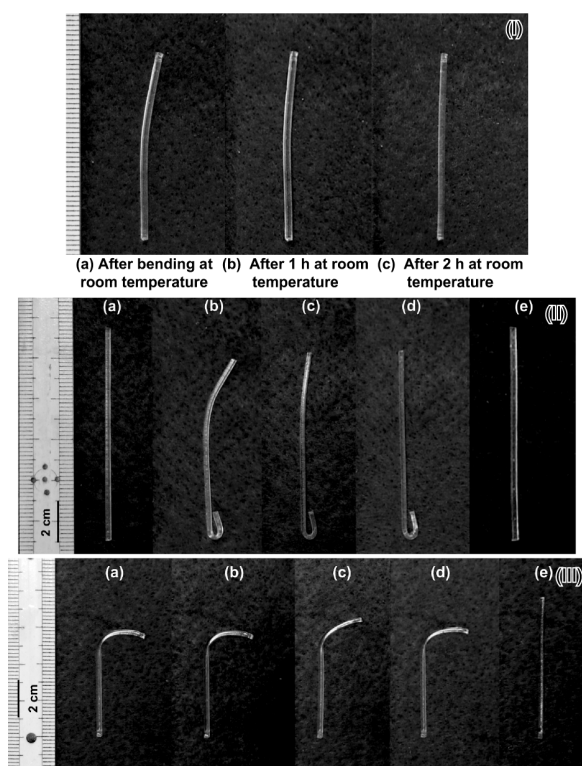 (I)
(a) After bending at (b) After 1 h at room (c) After 2 h at room
room temperature temperature temperature
(a) (b) (c) (d) (e) (II)
2 cm
(a) (b) (c) (d) (e) (III)
2 cm